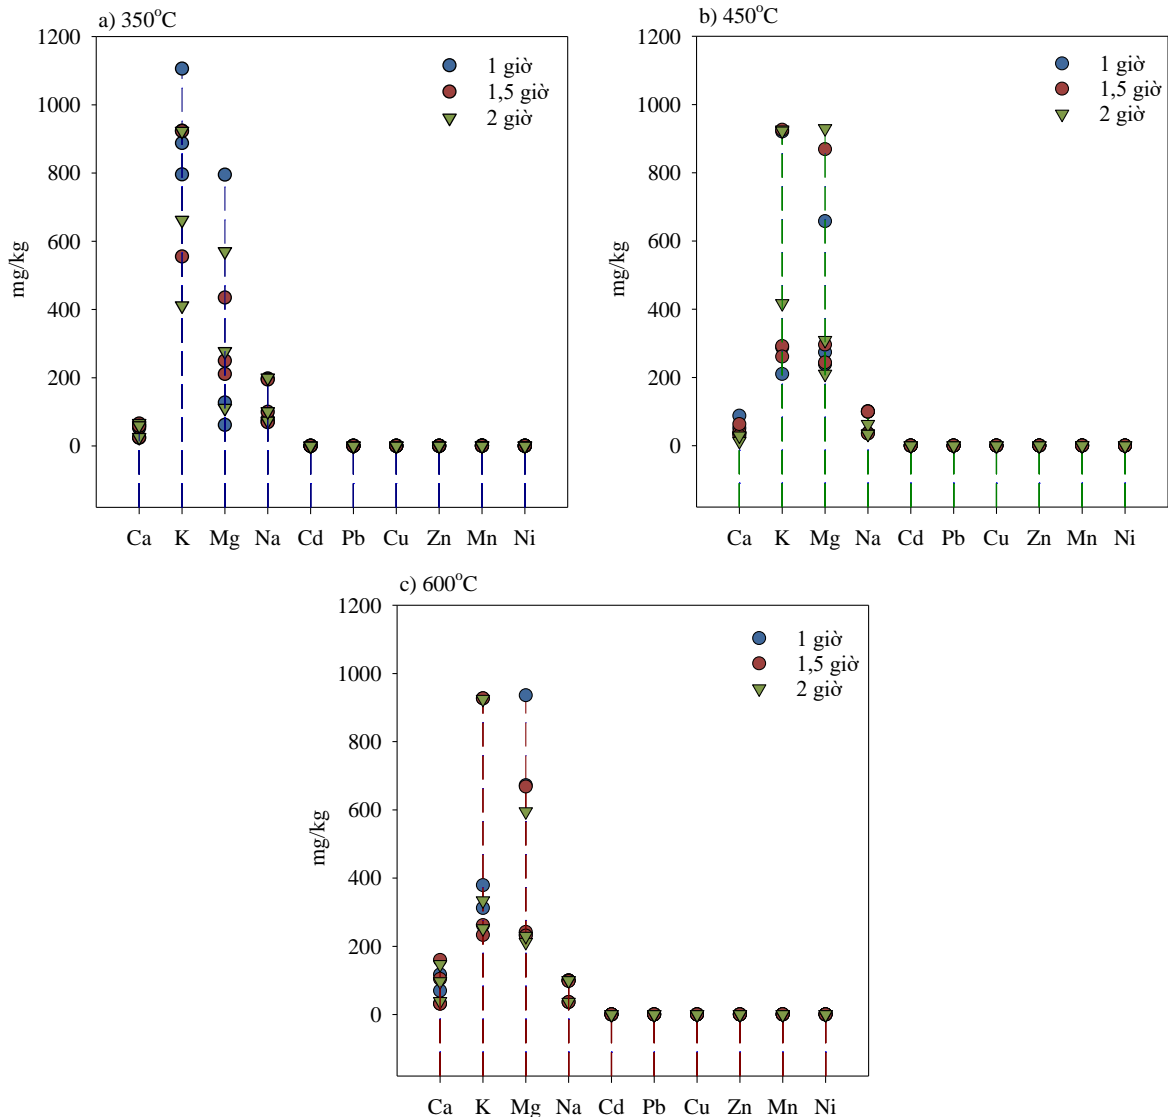 a) 350°C
1200
1000
800
600
400
200
0
mg/kg
1 giờ
1,5 giờ
2 giờ
Ca K Mg Na Cd Pb Cu Zn Mn Ni
b) 450°C
1200
1000
800
600
400
200
0
mg/kg
1 giờ
1,5 giờ
2 giờ
Ca K Mg Na Cd Pb Cu Zn Mn Ni
c) 600°C
1200
1000
800
600
400
200
0
mg/kg
1 giờ
1,5 giờ
2 giờ
Ca K Mg Na Cd Pb Cu Zn Mn Ni